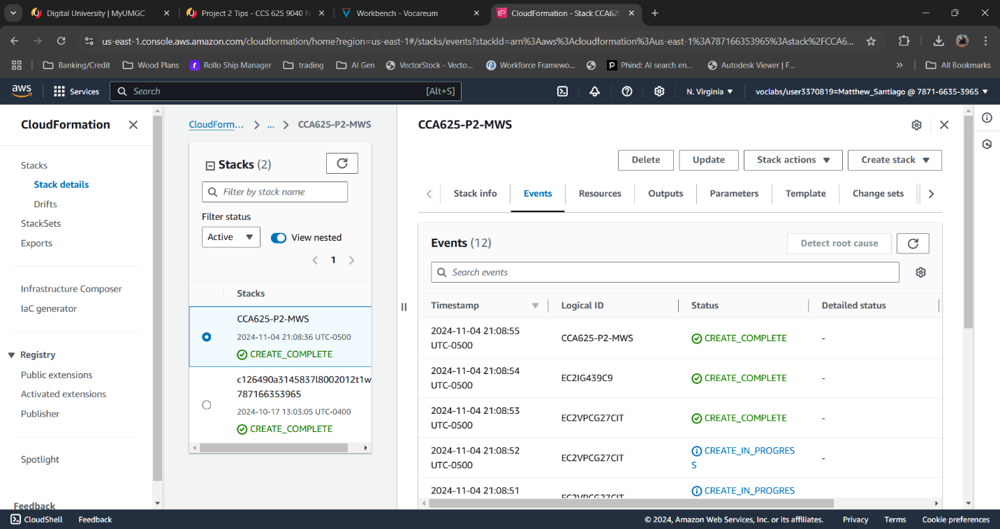 Digital University | MyUMGC
Project 2 Tips - CCS 625 9040 N
Workbench - Vocareum
CloudFormation - Stack CCA625
us-east-1.console.aws.amazon.com/cloudformation/home?region=us-east-1#/stacks/events?stackId=arn%3Aaws%3Acloudformation%3Aus-east-1%3A787166353965%3Astack%2FCCA6...
Banking/Credit
Wood Plans
Rollo Ship Manager
trading
AI Gen
VectorStock - Vecto...
Workforce Framewo...
Phind: AI search en...
Autodesk Viewer | F...
»
All Bookmarks
aws
Services
Search
[Alt+S]
N. Virginia
voclabs/user3370819=Matthew_Santiago @ 7871-6635-3965
CloudFormation
Stacks
Stack details
Drifts
StackSets
Exports
Infrastructure Composer
IaC generator
Registry
Public extensions
Activated extensions
Publisher
Spotlight
Feedback
CloudForm...
...
CCA625-P2-MWS
Stacks (2)
Filter by stack name
Filter status
Active
View nested
1
Stacks
CCA625-P2-MWS
2024-11-04 21:08:36 UTC-0500
CREATE_COMPLETE
c126490a3145837l8002012t1w
787166353965
2024-10-17 13:03:05 UTC-0400
CREATE_COMPLETE
CCA625-P2-MWS
Delete
Update
Stack actions
Create stack
Stack info
Events
Resources
Outputs
Parameters
Template
Change sets
Events (12)
Detect root cause
Search events
Timestamp
Logical ID
Status
Detailed status
2024-11-04 21:08:55
UTC-0500
CCA625-P2-MWS
CREATE_COMPLETE
-
2024-11-04 21:08:54
UTC-0500
EC2IG439C9
CREATE_COMPLETE
-
2024-11-04 21:08:53
UTC-0500
EC2VPCG27CIT
CREATE_COMPLETE
-
2024-11-04 21:08:52
UTC-0500
EC2VPCG27CIT
CREATE_IN_PROGRES
S
-
2024-11-04 21:08:51
EC2VPCG27CIT
CREATE_IN_PROGRES
CloudShell
Feedback
© 2024, Amazon Web Services, Inc. or its affiliates.
Privacy
Terms
Cookie preferences